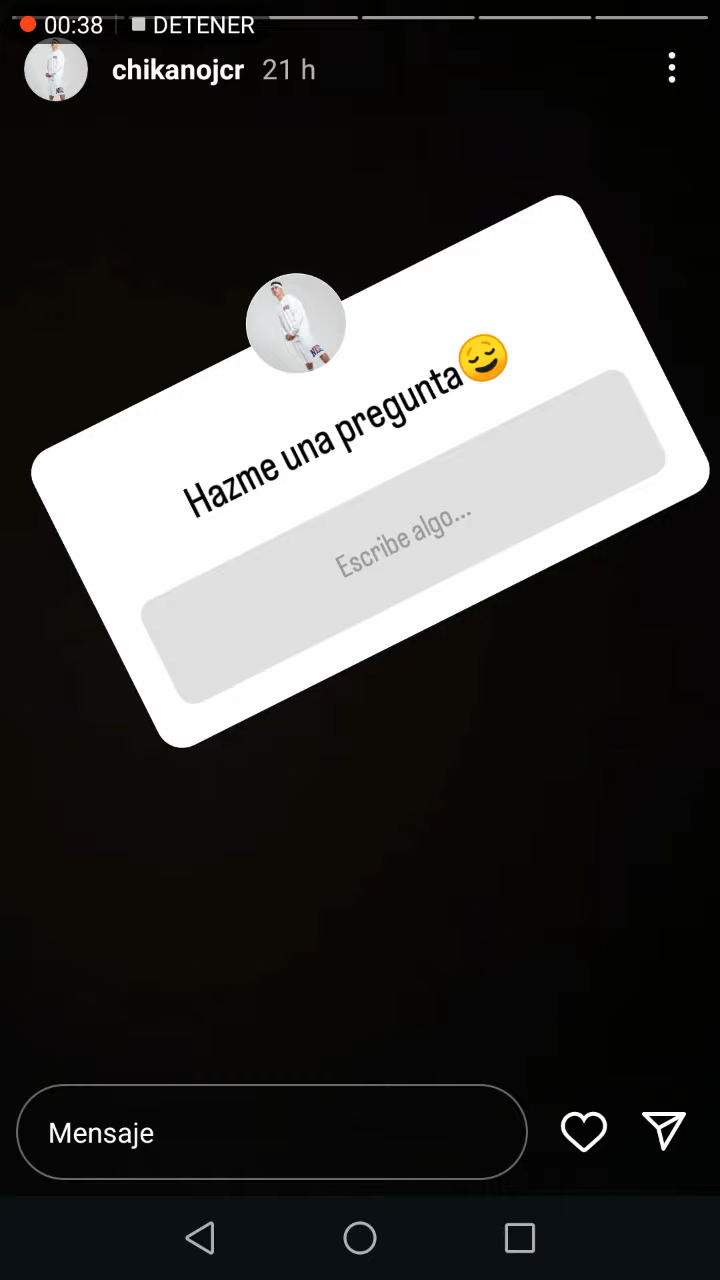 00:38 DETENER
chikanojcr 21 h
Hazme una pregunta😌
Escribe algo...
Mensaje